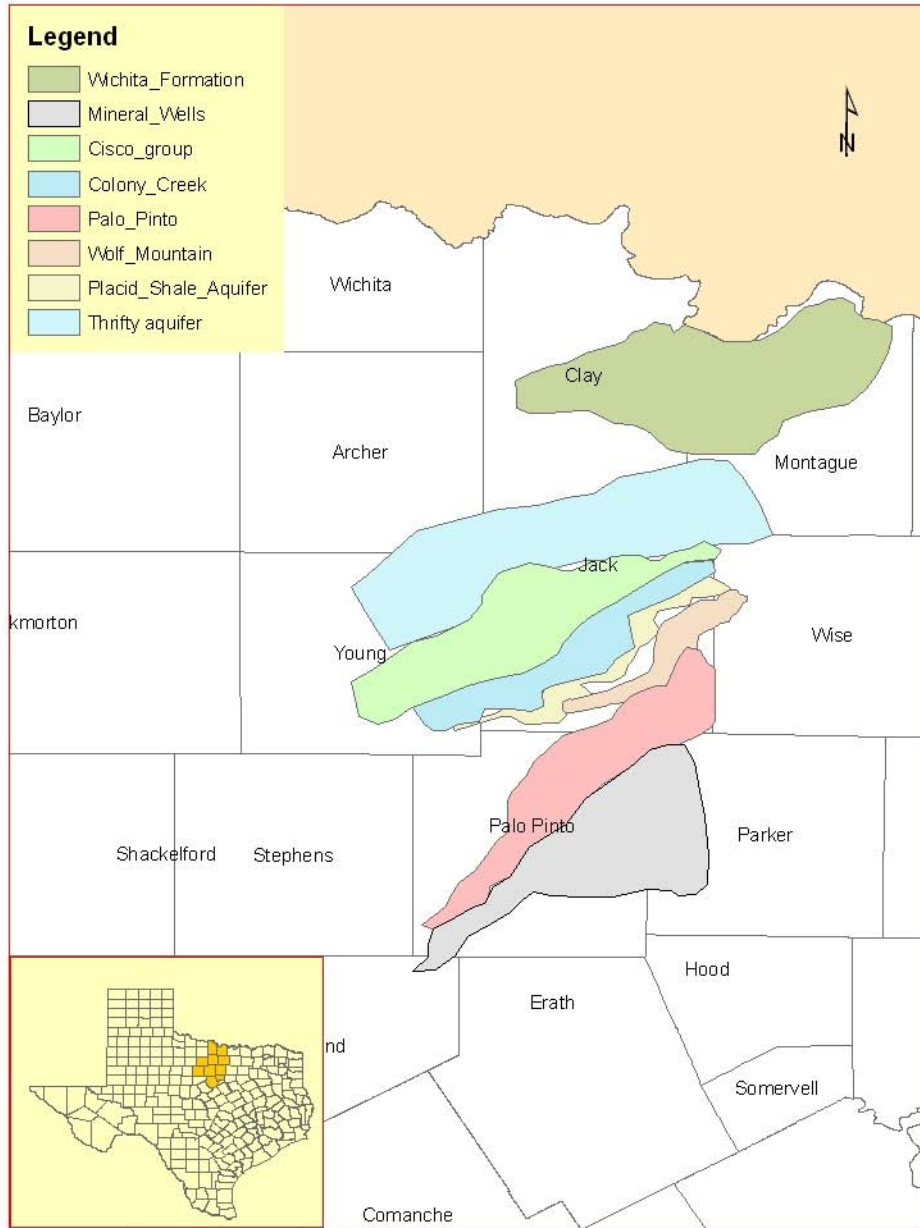 Legend
Wichita_Formation
Mineral_Wells
Cisco_group
Colony_Creek
Palo_Pinto
Wolf_Mountain
Placid_Shale_Aquifer
Thrifty aquifer
N
Wichita
Clay
Baylor
Archer
Montague
Jack
kmorton
Young
Wise
Palo Pinto
Parker
Shackelford
Stephens
Hood
Erath
nd
Somervell
Comanche